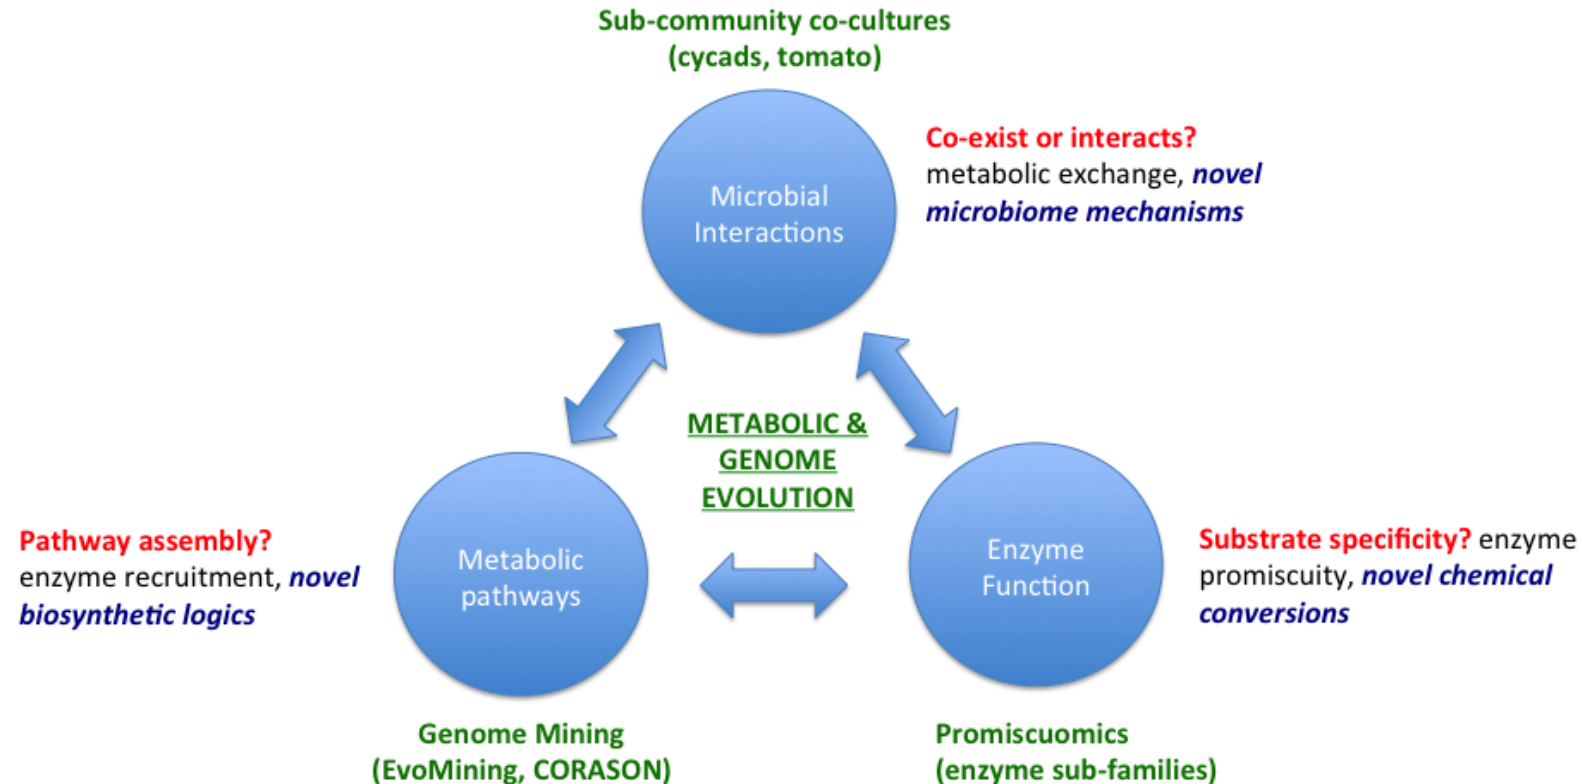 Sub-community co-cultures
(cycads, tomato)
Microbial
Interactions
Co-exist or interacts?
metabolic exchange, novel
microbiome mechanisms
METABOLIC &
GENOME
EVOLUTION
Pathway assembly?
enzyme recruitment, novel
biosynthetic logics
Metabolic
pathways
Enzyme
Function
Substrate specificity? enzyme
promiscuity, novel chemical
conversions
Genome Mining
(EvoMining, CORASON)
Promiscuomics
(enzyme sub-families)